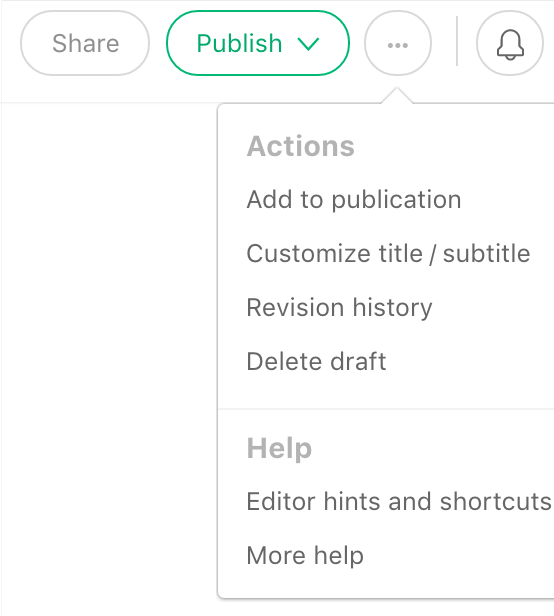 Share
Publish
Actions
Add to publication
Customize title / subtitle
Revision history
Delete draft
Help
Editor hints and shortcuts
More help